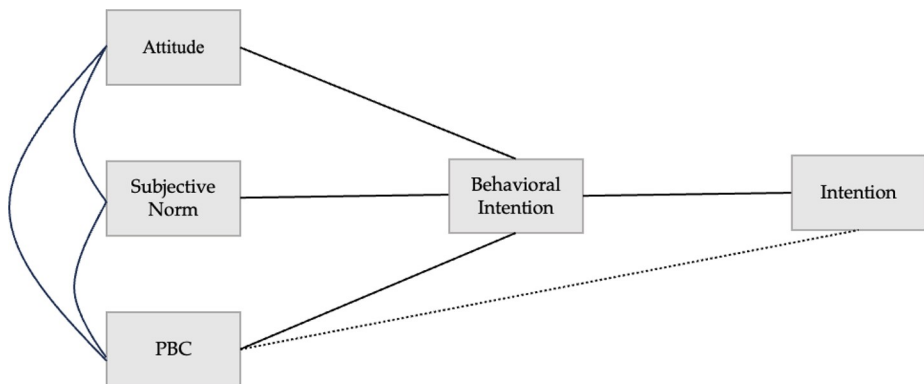 Attitude
Subjective
Norm
Behavioral
Intention
Intention
PBC